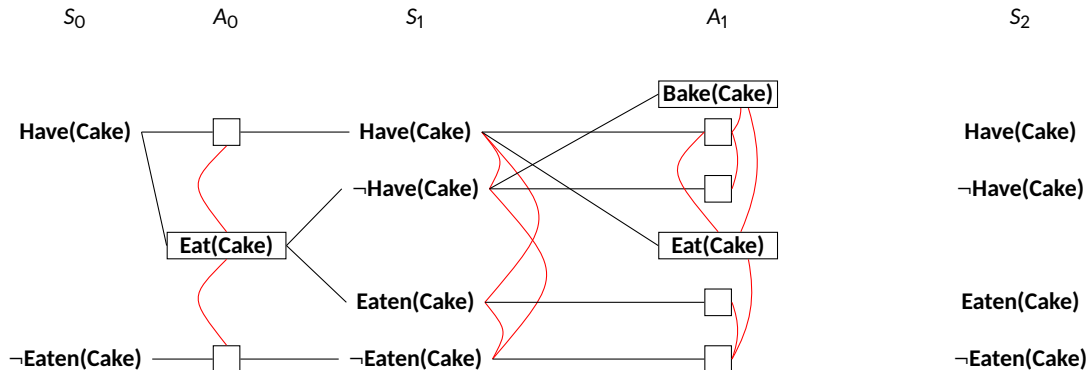 S0 A0 S1 A1 S2
Bake(Cake)
Have(Cake) Have(Cake) Have(Cake)
¬Have(Cake) ¬Have(Cake)
Eat(Cake) Eat(Cake)
Eaten(Cake) Eaten(Cake)
¬Eaten(Cake) ¬Eaten(Cake) ¬Eaten(Cake)